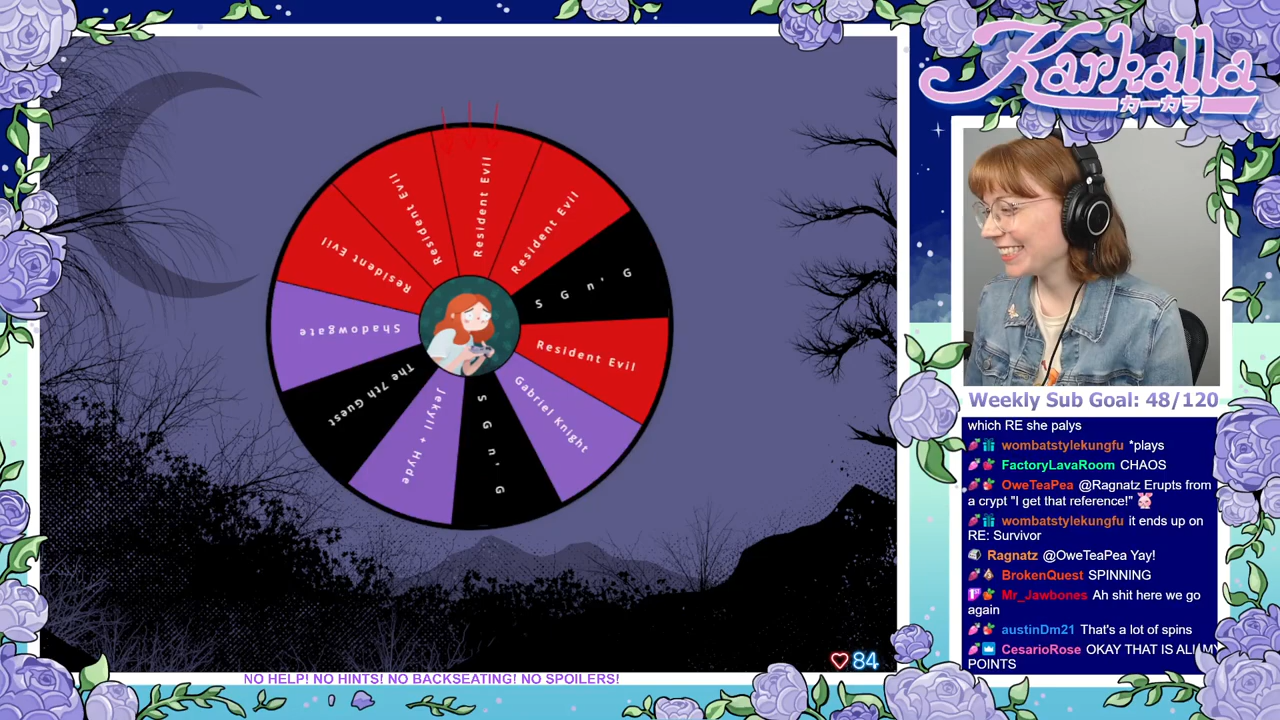 Karkalla
カーカラ
Resident Evil
Resident Evil
Resident Evil
Resident Evil
S G n' G
Resident Evil
Gabriel Knight
S G n' G
Jekyll + Hyde
The 7th Guest
Shadowgate
84
NO HELP! NO HINTS! NO BACKSEATING! NO SPOILERS!
Weekly Sub Goal: 48/120
which RE she palys
wombatstylekungfu *plays
FactoryLavaRoom CHAOS
OweTeaPea @Ragnatz Erupts from
a crypt "I get that reference!"
wombatstylekungfu it ends up on
RE: Survivor
Ragnatz @OweTeaPea Yay!
BrokenQuest SPINNING
Mr_Jawbones Ah shit here we go
again
austinDm21 That's a lot of spins
CesarioRose OKAY THAT IS ALL MY
POINTS